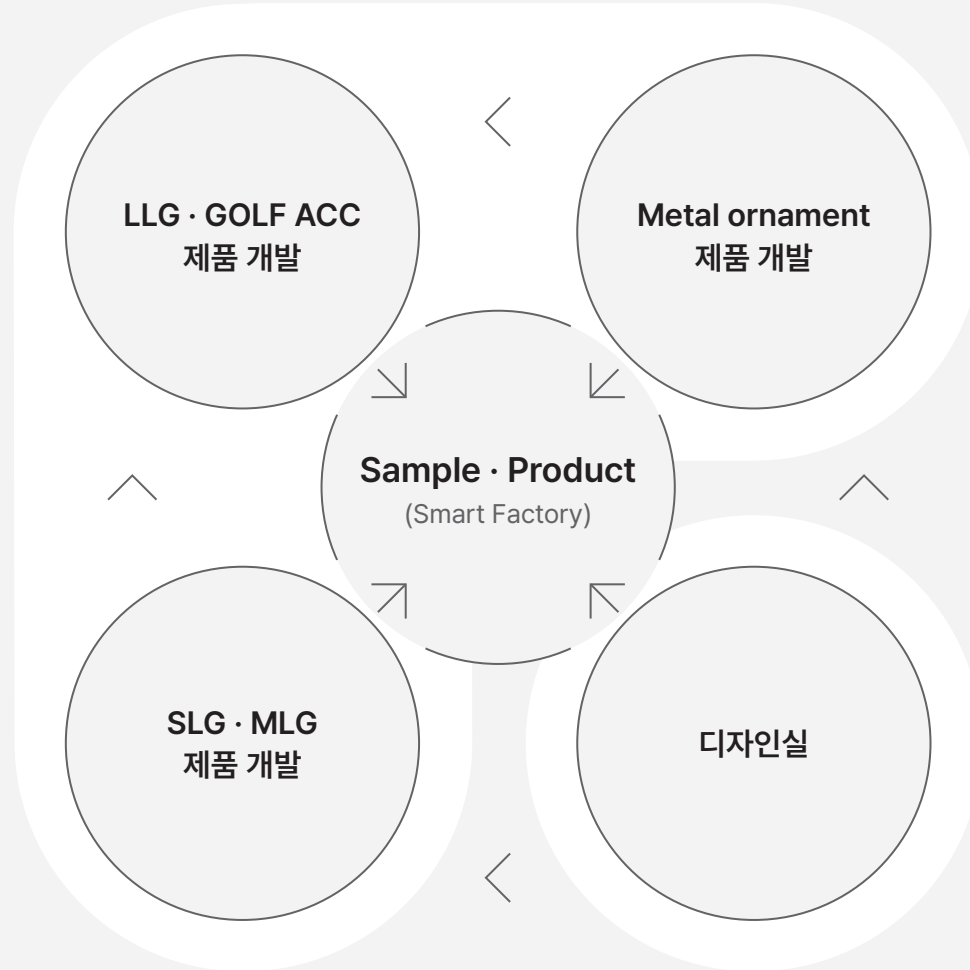 LLG · GOLF ACC
제품 개발
Metal ornament
제품 개발
Sample · Product
(Smart Factory)
SLG · MLG
제품 개발
디자인실